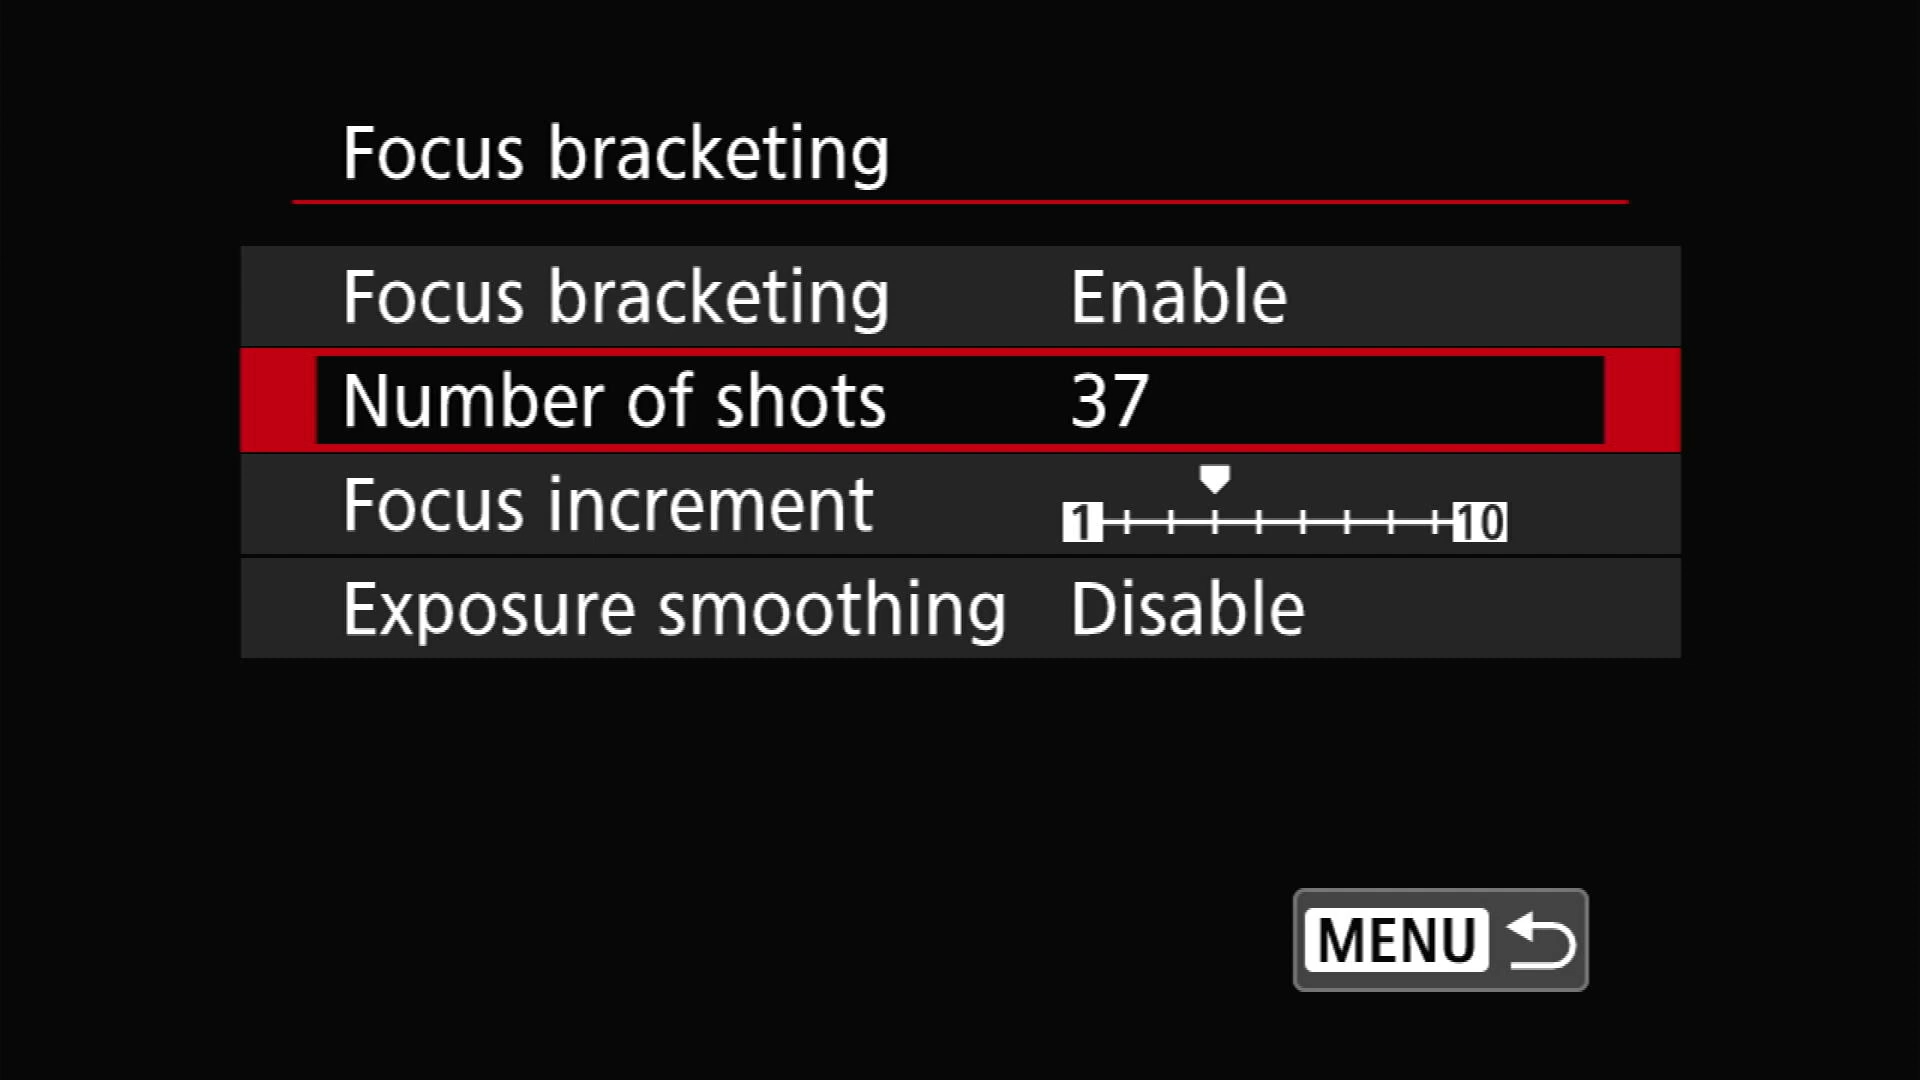 Focus bracketing
Focus bracketing Enable
Number of shots 37
Focus increment 1 10
Exposure smoothing Disable
MENU